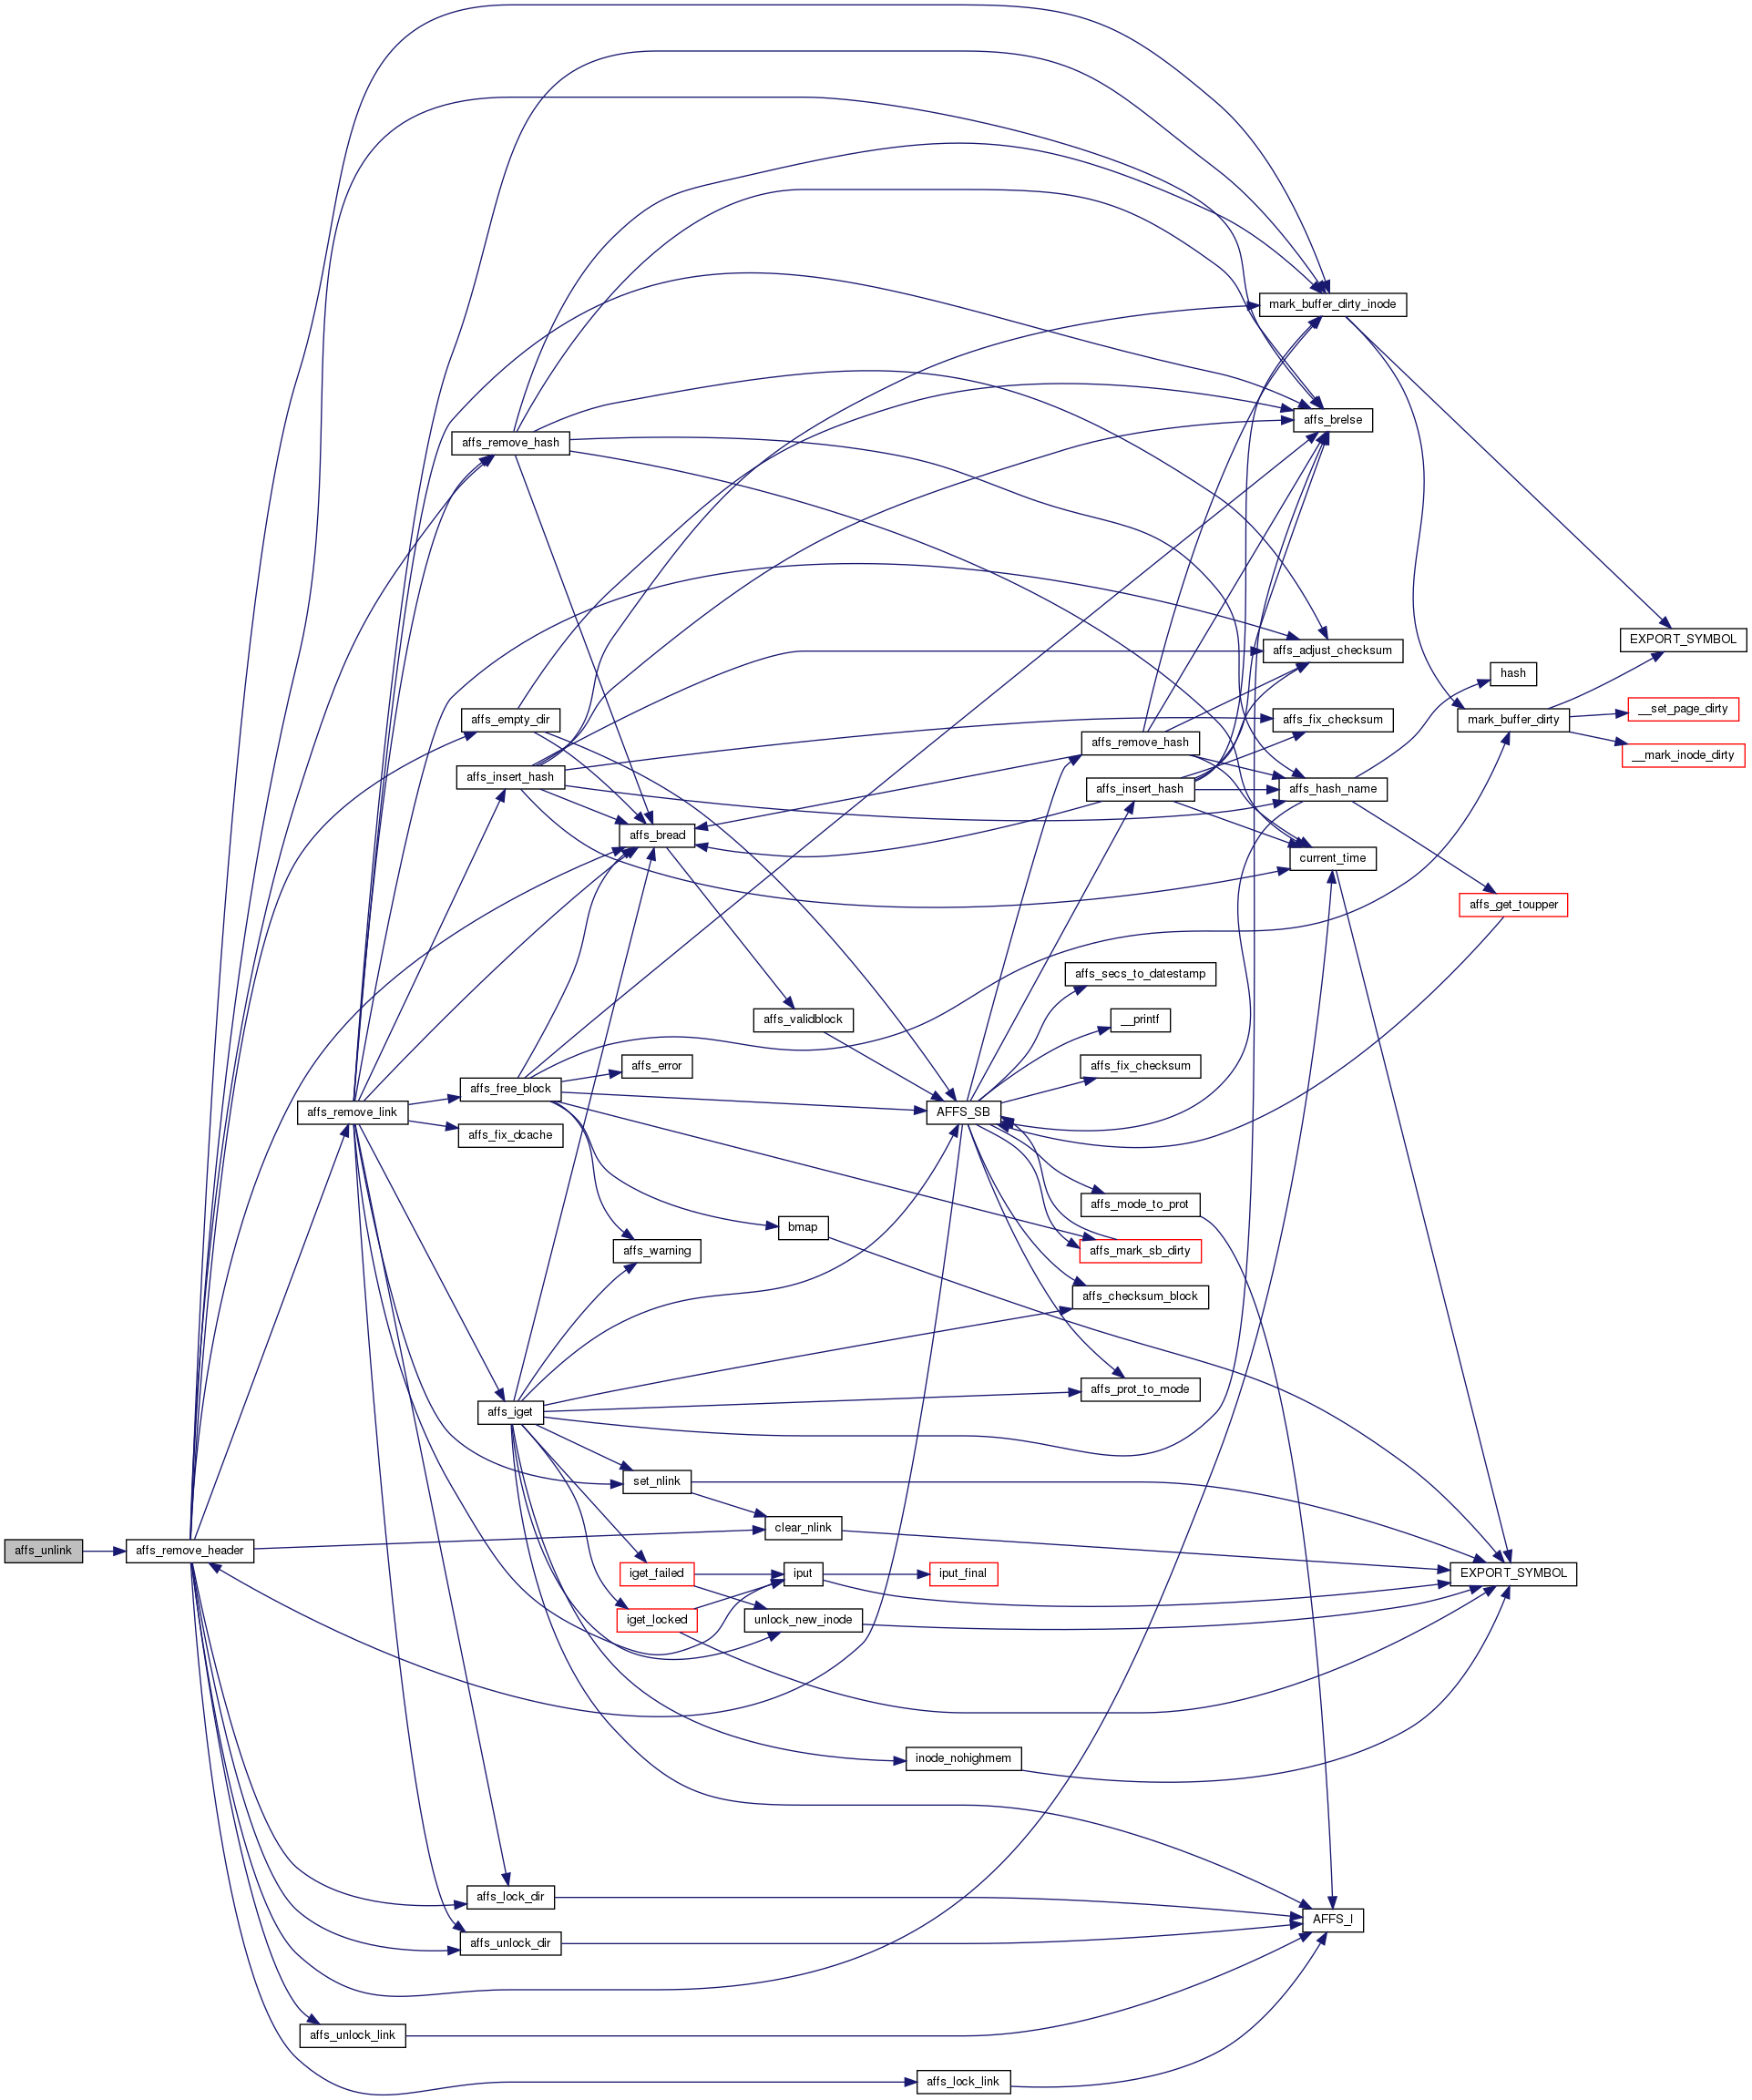 mark_buffer_dirty_inode
affs_brelse
affs_remove_hash
EXPORT_SYMBOL
affs_adjust_checksum
hash
__set_page_dirty
affs_empty_dir
affs_fix_checksum
mark_buffer_dirty
affs_remove_hash
__mark_inode_dirty
affs_insert_hash
affs_insert_hash
affs_hash_name
affs_bread
current_time
affs_get_toupper
affs_secs_to_datestamp
affs_validblock
__printf
affs_error
affs_fix_checksum
affs_free_block
affs_remove_link
AFFS_SB
affs_fix_dcache
affs_mode_to_prot
bmap
affs_warning
affs_mark_sb_dirty
affs_checksum_block
affs_prot_to_mode
affs_iget
set_nlink
clear_nlink
affs_unlink
affs_remove_header
iget_failed
iput
iput_final
EXPORT_SYMBOL
iget_locked
unlock_new_inode
inode_nohighmem
affs_lock_dir
AFFS_I
affs_unlock_dir
affs_unlock_link
affs_lock_link